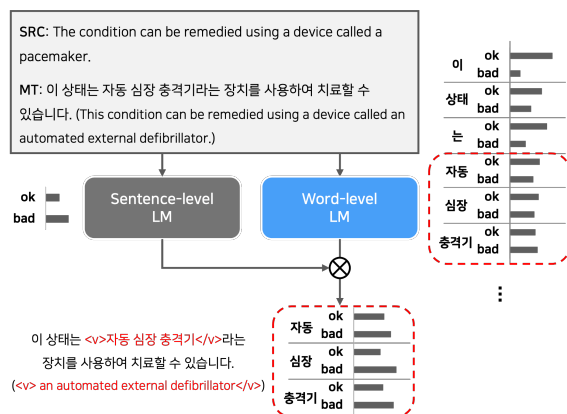 SRC: The condition can be remedied using a device called a
pacemaker.
MT: 이 상태는 자동 심장 충격기라는 장치를 사용하여 치료할 수
있습니다. (This condition can be remedied using a device called an
automated external defibrillator.)
이
ok
bad
상태
ok
bad
는
ok
bad
자동
ok
bad
심장
ok
bad
충격기
ok
bad
⋮
ok
bad
Sentence-level
LM
Word-level
LM
자동
ok
bad
심장
ok
bad
충격기
ok
bad
이 상태는 <v>자동 심장 충격기</v>라는
장치를 사용하여 치료할 수 있습니다.
(<v> an automated external defibrillator</v>)